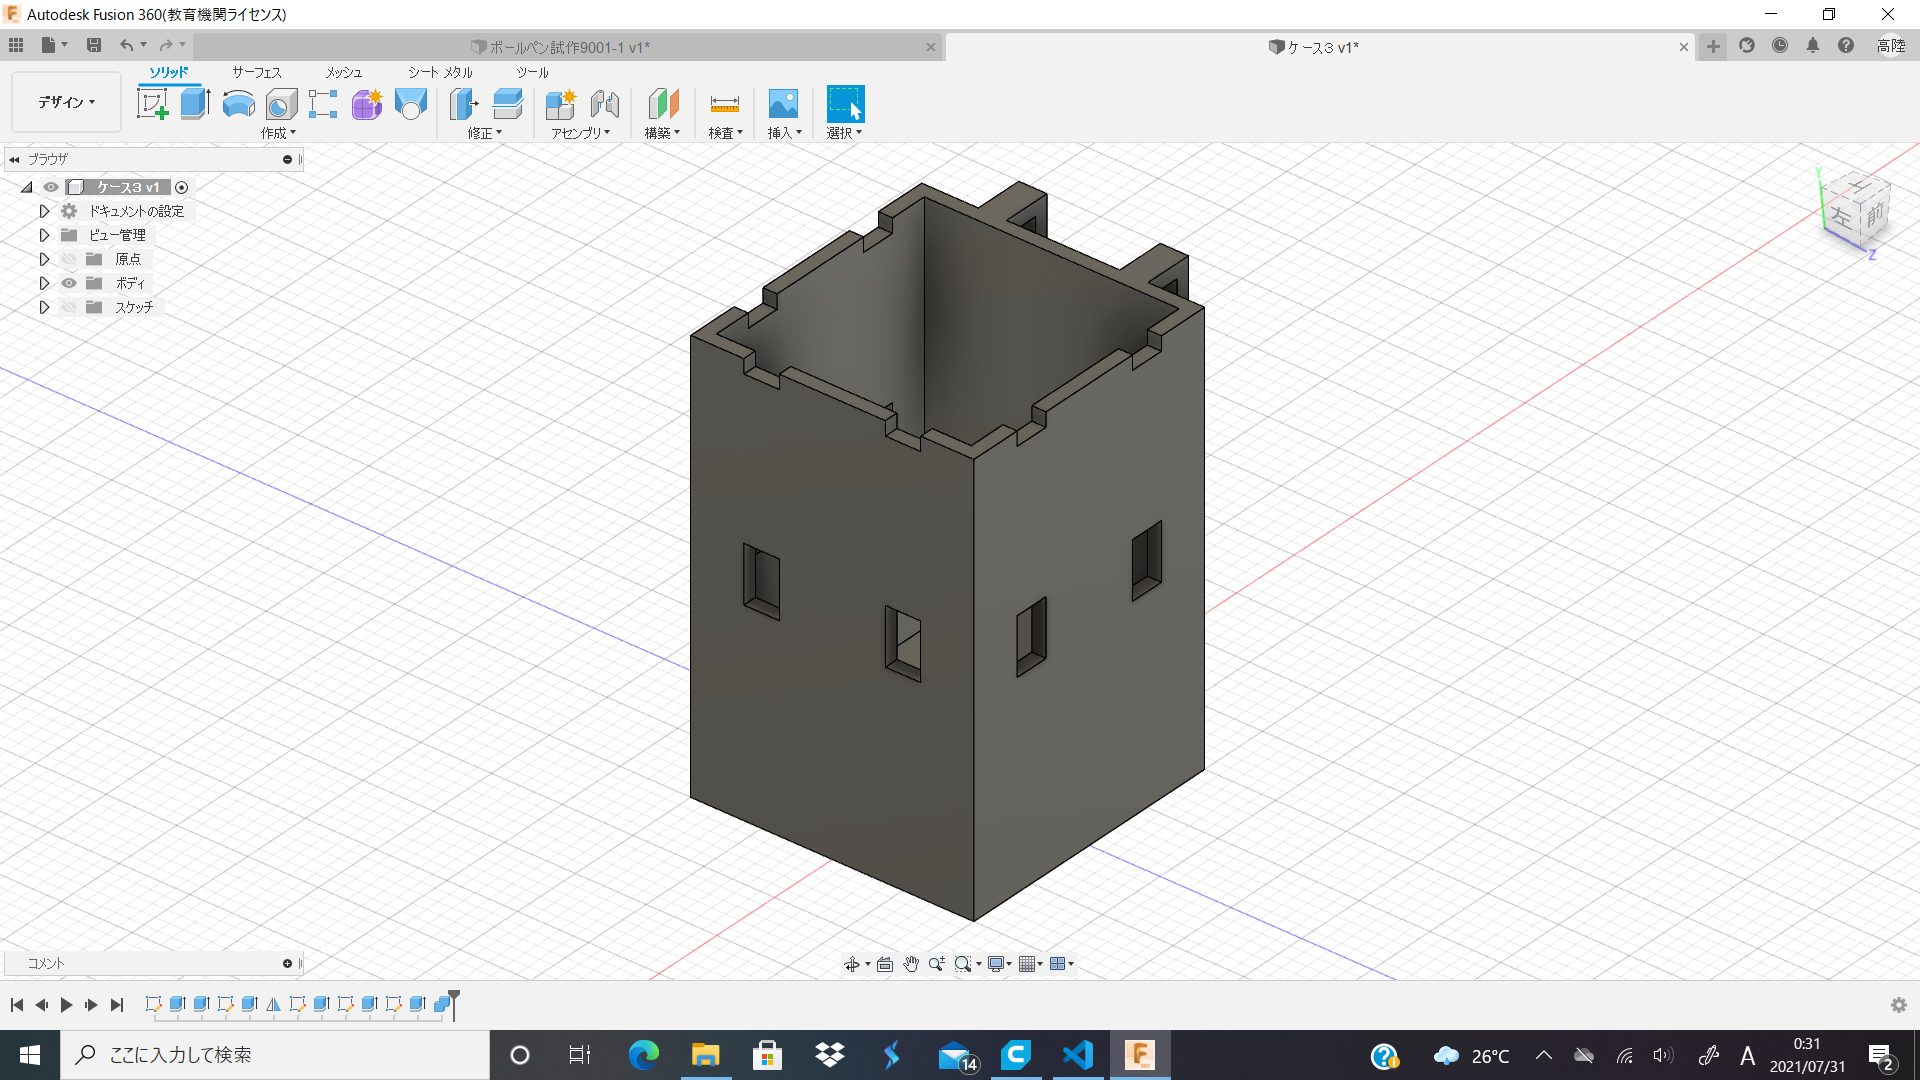 Autodesk Fusion 360(教育機関ライセンス)
ボールペン試作9001-1 v1*
ケース3 v1*
高陸
デザイン
ソリッド サーフェス メッシュ シート メタル ツール
作成 修正 アセンブリ 構築 検査 挿入 選択
ブラウザ
ケース3 v1
ドキュメントの設定
ビュー管理
原点
ボディ
スケッチ
Y
上
左 前
Z
コメント
ここに入力して検索
14
26°C
A
0:31
2021/07/31
2